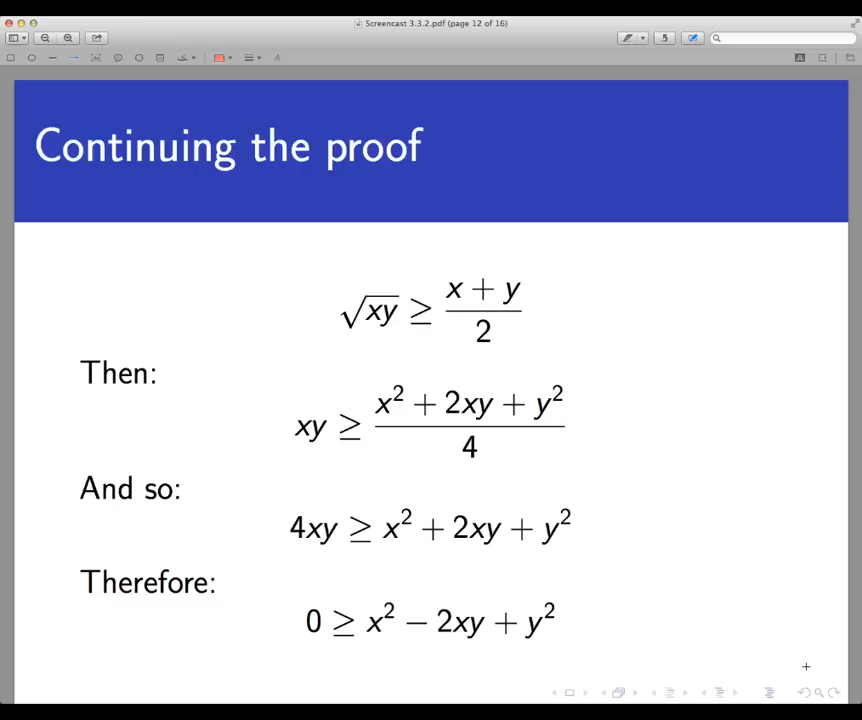 Screencast 3.3.2.pdf (page 12 of 16)
Continuing the proof
√xy ≥ (x + y)/2
Then:
xy ≥ (x² + 2xy + y²)/4
And so:
4xy ≥ x² + 2xy + y²
Therefore:
0 ≥ x² − 2xy + y²